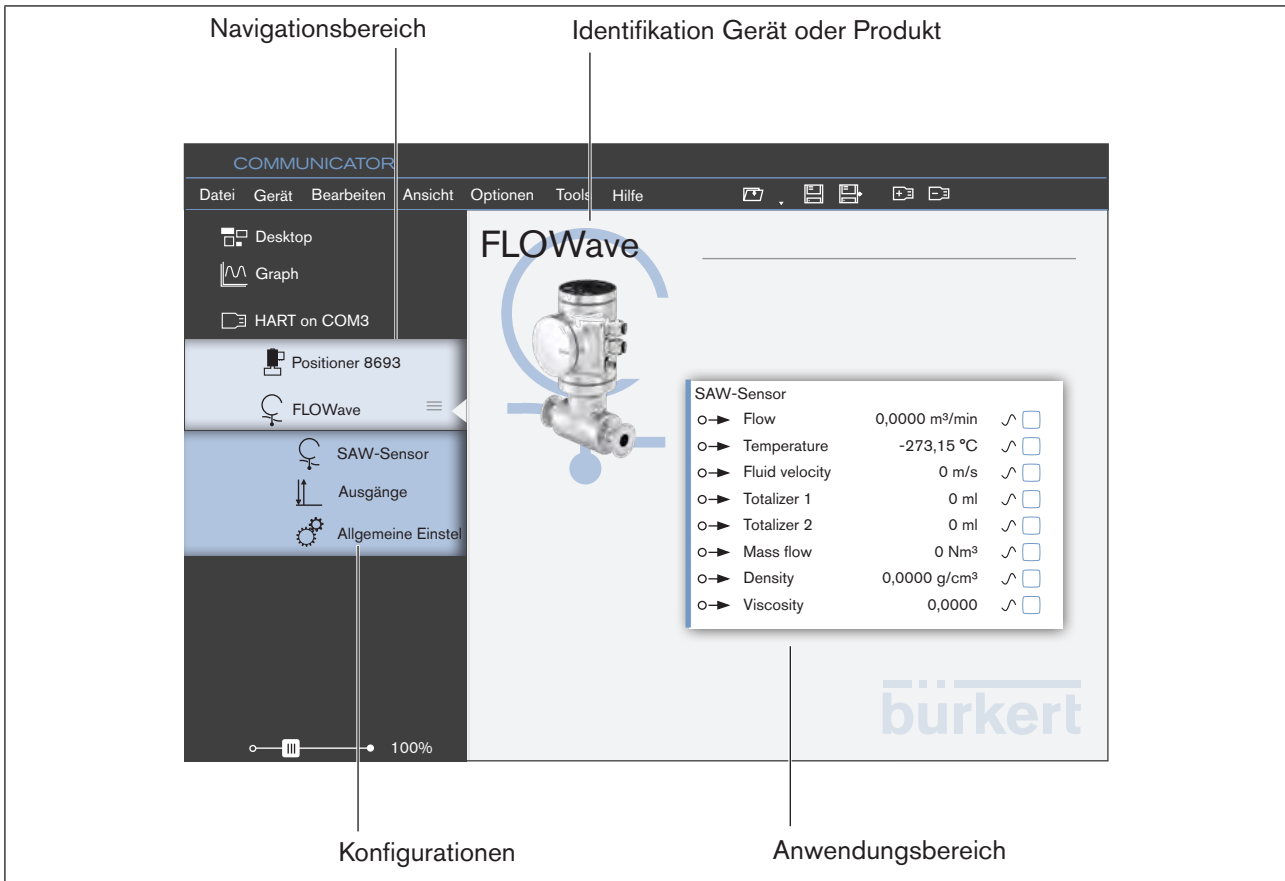 Navigationsbereich
Identifikation Gerät oder Produkt
COMMUNICATOR
Datei Gerät Bearbeiten Ansicht Optionen Tools Hilfe
Desktop
Graph
HART on COM3
Positioner 8693
FLOWave
SAW-Sensor
Ausgänge
Allgemeine Einstel
100%
FLOWave
SAW-Sensor
Flow 0,0000 m³/min
Temperature -273,15 °C
Fluid velocity 0 m/s
Totalizer 1 0 ml
Totalizer 2 0 ml
Mass flow 0 Nm³
Density 0,0000 g/cm³
Viscosity 0,0000
bürkert
Konfigurationen
Anwendungsbereich